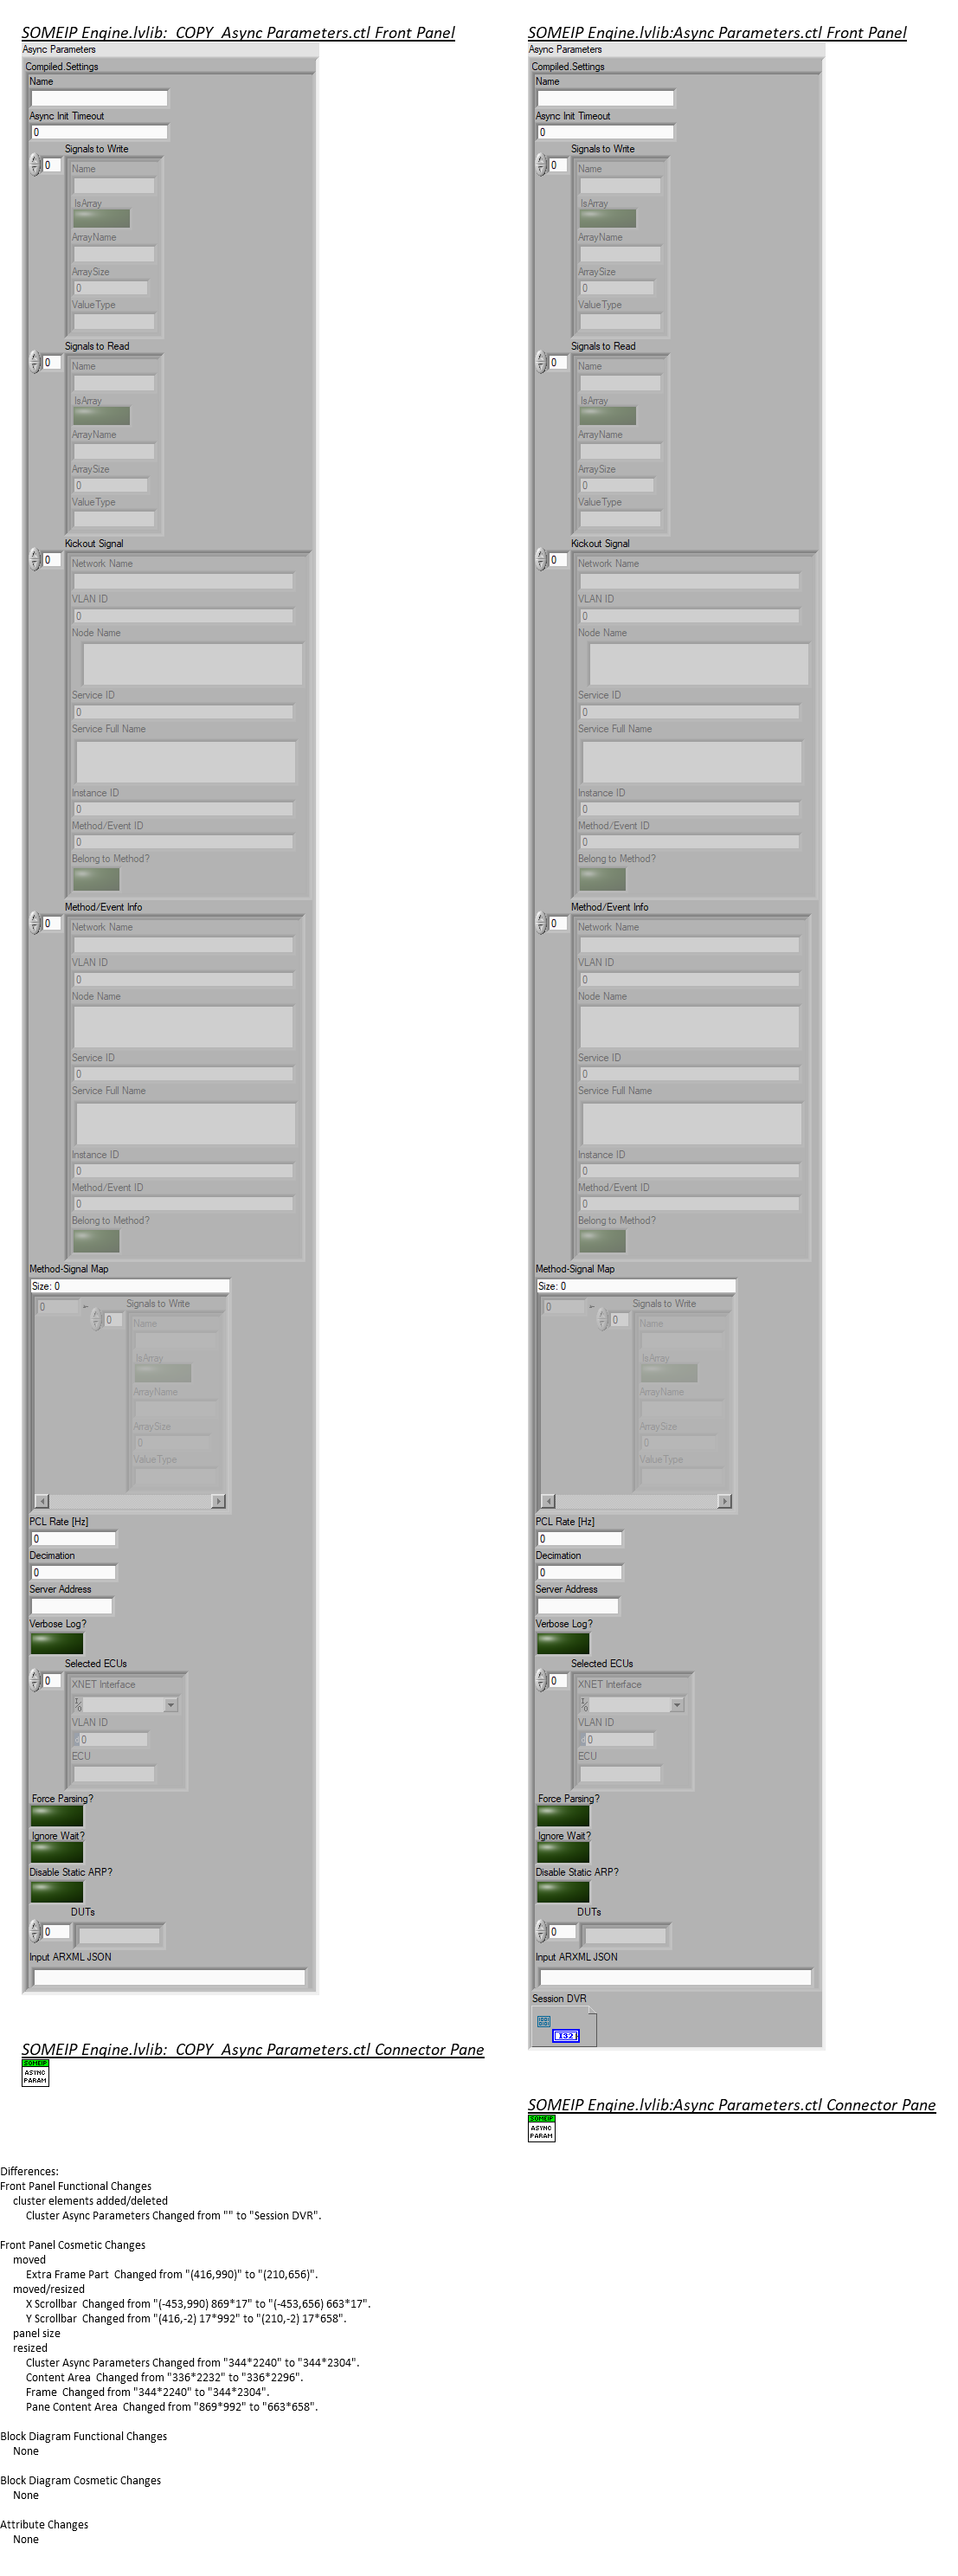 SOMEIP Engine.lvlib:_COPY_Async Parameters.ctl Front Panel
Async Parameters
Compiled.Settings
Name
Async Init Timeout
0
Signals to Write
0
Name
IsArray
ArrayName
ArraySize
0
ValueType
Signals to Read
0
Name
IsArray
ArrayName
ArraySize
0
ValueType
Kickout Signal
0
Network Name
VLAN ID
0
Node Name
Service ID
0
Service Full Name
Instance ID
0
Method/Event ID
0
Belong to Method?
Method/Event Info
0
Network Name
VLAN ID
0
Node Name
Service ID
0
Service Full Name
Instance ID
0
Method/Event ID
0
Belong to Method?
Method-Signal Map
Size: 0
0
Signals to Write
0
Name
IsArray
ArrayName
ArraySize
0
ValueType
PCL Rate [Hz]
0
Decimation
0
Server Address
Verbose Log?
Selected ECUs
0
XNET Interface
I/O
VLAN ID
0
ECU
Force Parsing?
Ignore Wait?
Disable Static ARP?
DUTs
0
Input ARXML JSON
SOMEIP Engine.lvlib:_COPY_Async Parameters.ctl Connector Pane
SOMEIP
ASYNC
PARAM
SOMEIP Engine.lvlib:Async Parameters.ctl Front Panel
Async Parameters
Compiled.Settings
Name
Async Init Timeout
0
Signals to Write
0
Name
IsArray
ArrayName
ArraySize
0
ValueType
Signals to Read
0
Name
IsArray
ArrayName
ArraySize
0
ValueType
Kickout Signal
0
Network Name
VLAN ID
0
Node Name
Service ID
0
Service Full Name
Instance ID
0
Method/Event ID
0
Belong to Method?
Method/Event Info
0
Network Name
VLAN ID
0
Node Name
Service ID
0
Service Full Name
Instance ID
0
Method/Event ID
0
Belong to Method?
Method-Signal Map
Size: 0
0
Signals to Write
0
Name
IsArray
ArrayName
ArraySize
0
ValueType
PCL Rate [Hz]
0
Decimation
0
Server Address
Verbose Log?
Selected ECUs
0
XNET Interface
I/O
VLAN ID
0
ECU
Force Parsing?
Ignore Wait?
Disable Static ARP?
DUTs
0
Input ARXML JSON
Session DVR
I32
SOMEIP Engine.lvlib:Async Parameters.ctl Connector Pane
SOMEIP
ASYNC
PARAM
Differences:
Front Panel Functional Changes
cluster elements added/deleted
Cluster Async Parameters Changed from "" to "Session DVR".
Front Panel Cosmetic Changes
moved
Extra Frame Part  Changed from "(416,990)" to "(210,656)".
moved/resized
X Scrollbar  Changed from "(-453,990) 869*17" to "(-453,656) 663*17".
Y Scrollbar  Changed from "(416,-2) 17*992" to "(210,-2) 17*658".
panel size
resized
Cluster Async Parameters Changed from "344*2240" to "344*2304".
Content Area  Changed from "336*2232" to "336*2296".
Frame  Changed from "344*2240" to "344*2304".
Pane Content Area  Changed from "869*992" to "663*658".
Block Diagram Functional Changes
None
Block Diagram Cosmetic Changes
None
Attribute Changes
None